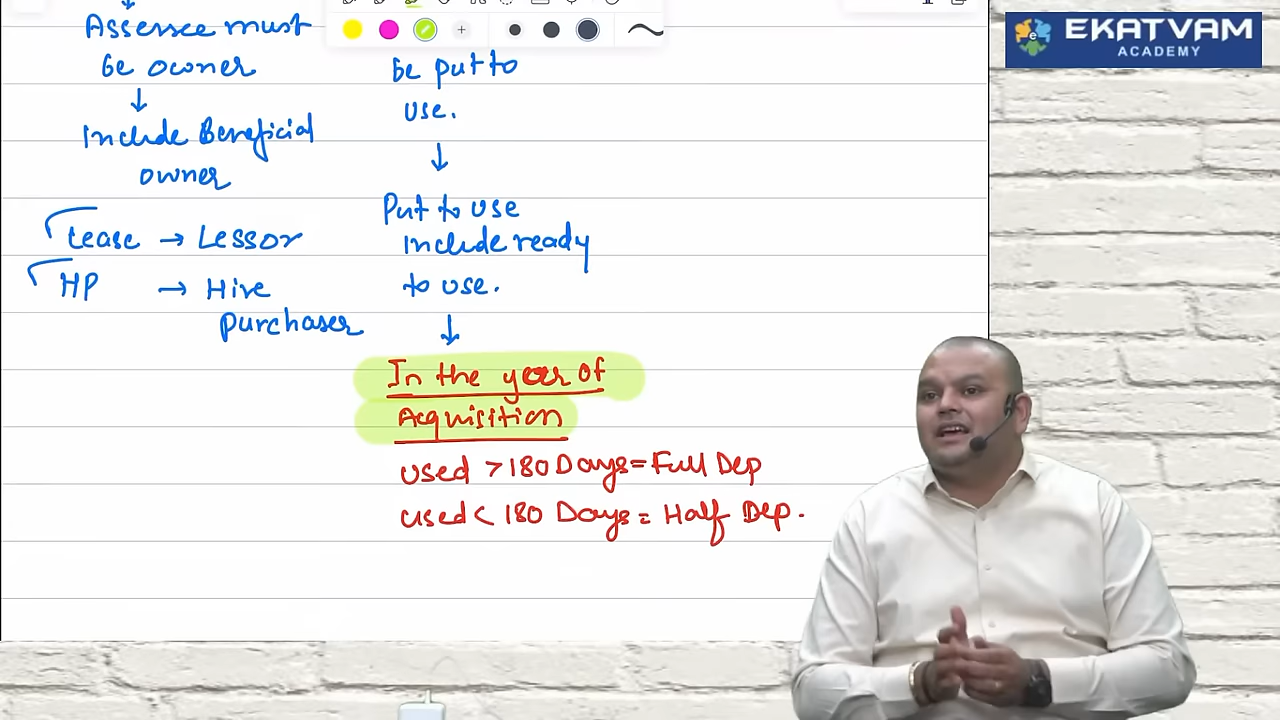 EKATVAM
ACADEMY
Assessee must
be owner
Include Beneficial
owner
Lease → Lessor
HP → Hire
purchaser
be put to
use.
Put to use
include ready
to use.
In the year of
Acquisition
used > 180 Days = Full Dep
used < 180 Days = Half Dep.